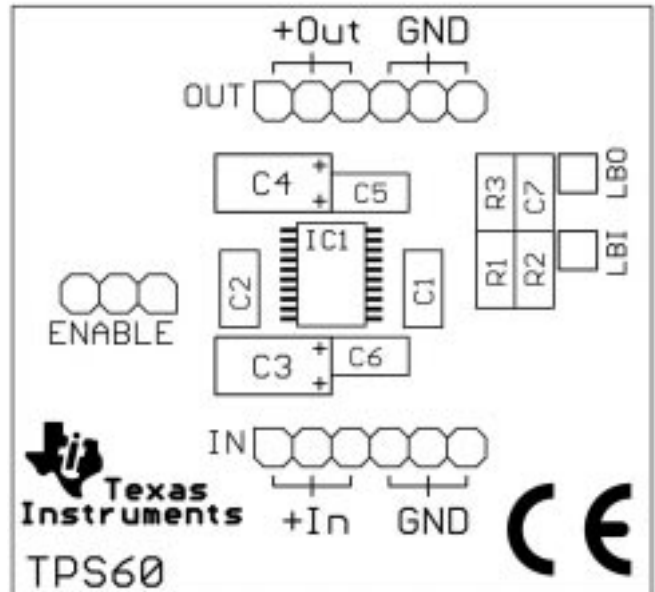 +Out GND
OUT
C4 + +
C5
R3 C7 LBO
IC1
C2
C1
R1 R2 LBI
ENABLE
C3 + +
C6
IN
+In GND
Texas
Instruments
CE
TPS60